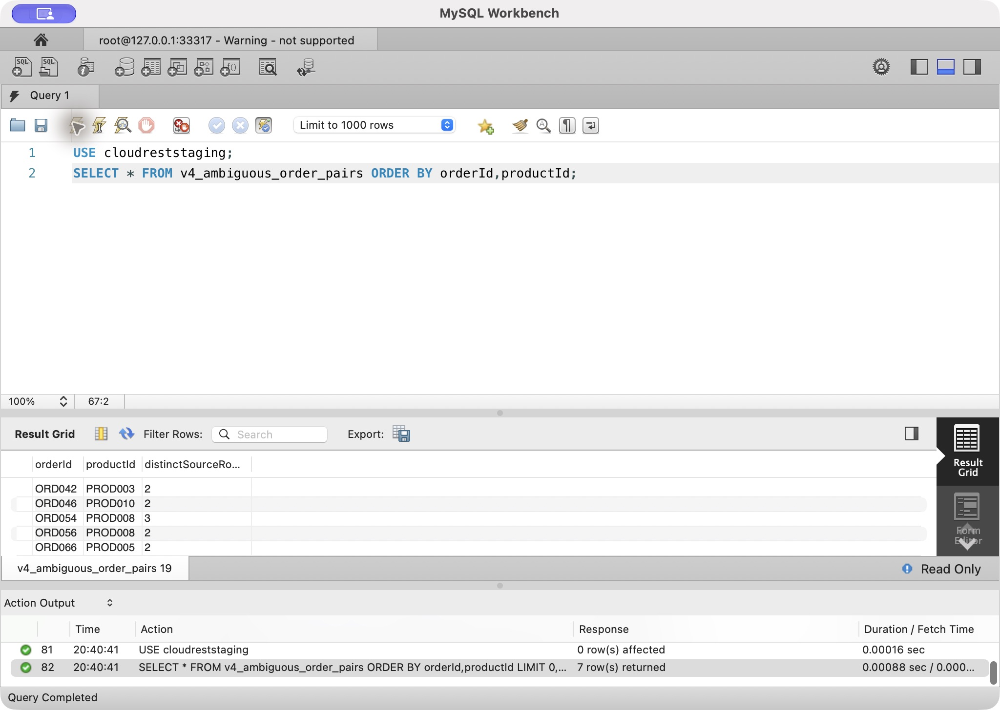 MySQL Workbench
root@127.0.0.1:33317 - Warning - not supported
SQL SQL f()
Query 1
Limit to 1000 rows
1 USE cloudreststaging;
2 SELECT * FROM v4_ambiguous_order_pairs ORDER BY orderId,productId;
100% 67:2
Result Grid Filter Rows: Search Export:
orderId productId distinctSourceRo...
ORD042 PROD003 2
ORD046 PROD010 2
ORD054 PROD008 3
ORD056 PROD008 2
ORD066 PROD005 2
Result
Grid
Form
Editor
v4_ambiguous_order_pairs 19 Read Only
Action Output
Time Action Response Duration / Fetch Time
81 20:40:41 USE cloudreststaging 0 row(s) affected 0.00016 sec
82 20:40:41 SELECT * FROM v4_ambiguous_order_pairs ORDER BY orderId,productId LIMIT 0,... 7 row(s) returned 0.00088 sec / 0.000...
Query Completed